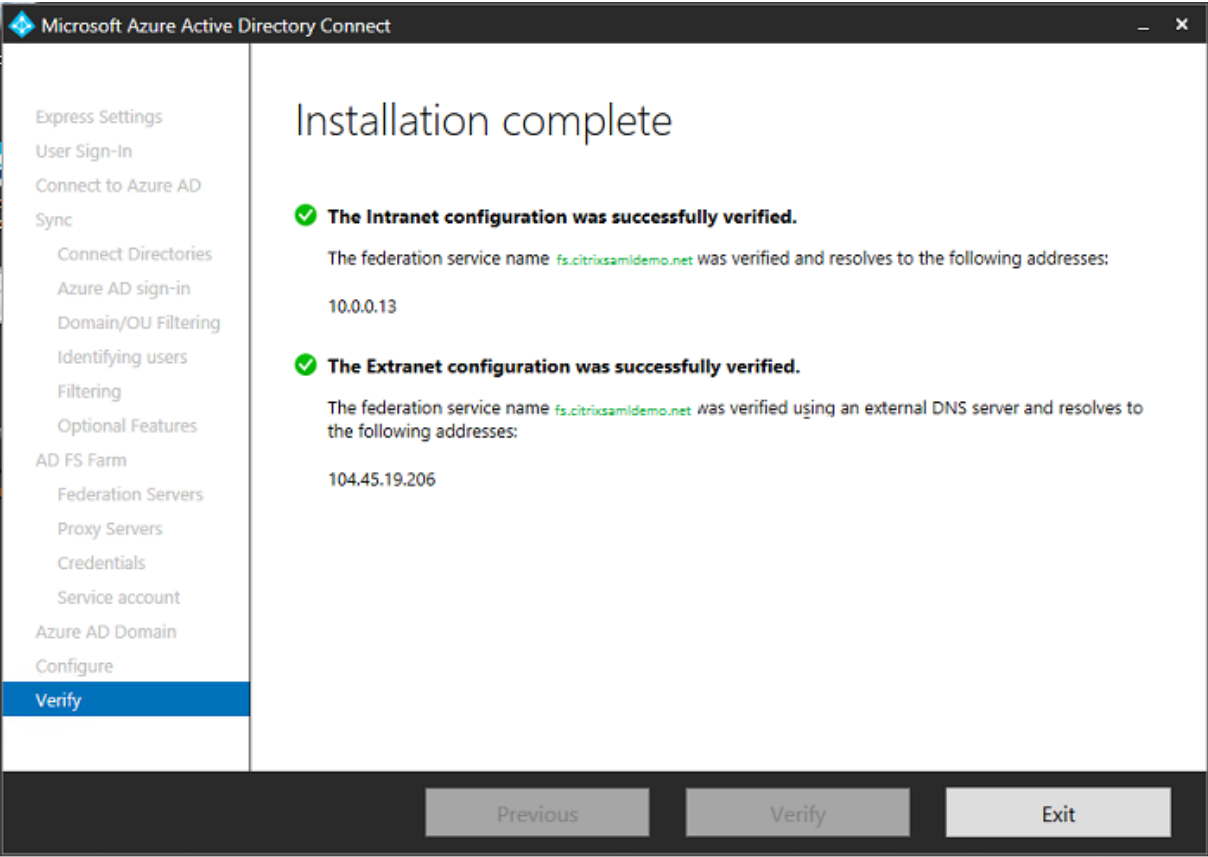 Microsoft Azure Active Directory Connect
Express Settings
User Sign-In
Connect to Azure AD
Sync
Connect Directories
Azure AD sign-in
Domain/OU Filtering
Identifying users
Filtering
Optional Features
AD FS Farm
Federation Servers
Proxy Servers
Credentials
Service account
Azure AD Domain
Configure
Verify
Installation complete
The Intranet configuration was successfully verified.
The federation service name fs.citrixsamldemo.net was verified and resolves to the following addresses:
10.0.0.13
The Extranet configuration was successfully verified.
The federation service name fs.citrixsamldemo.net was verified using an external DNS server and resolves to
the following addresses:
104.45.19.206
Previous
Verify
Exit